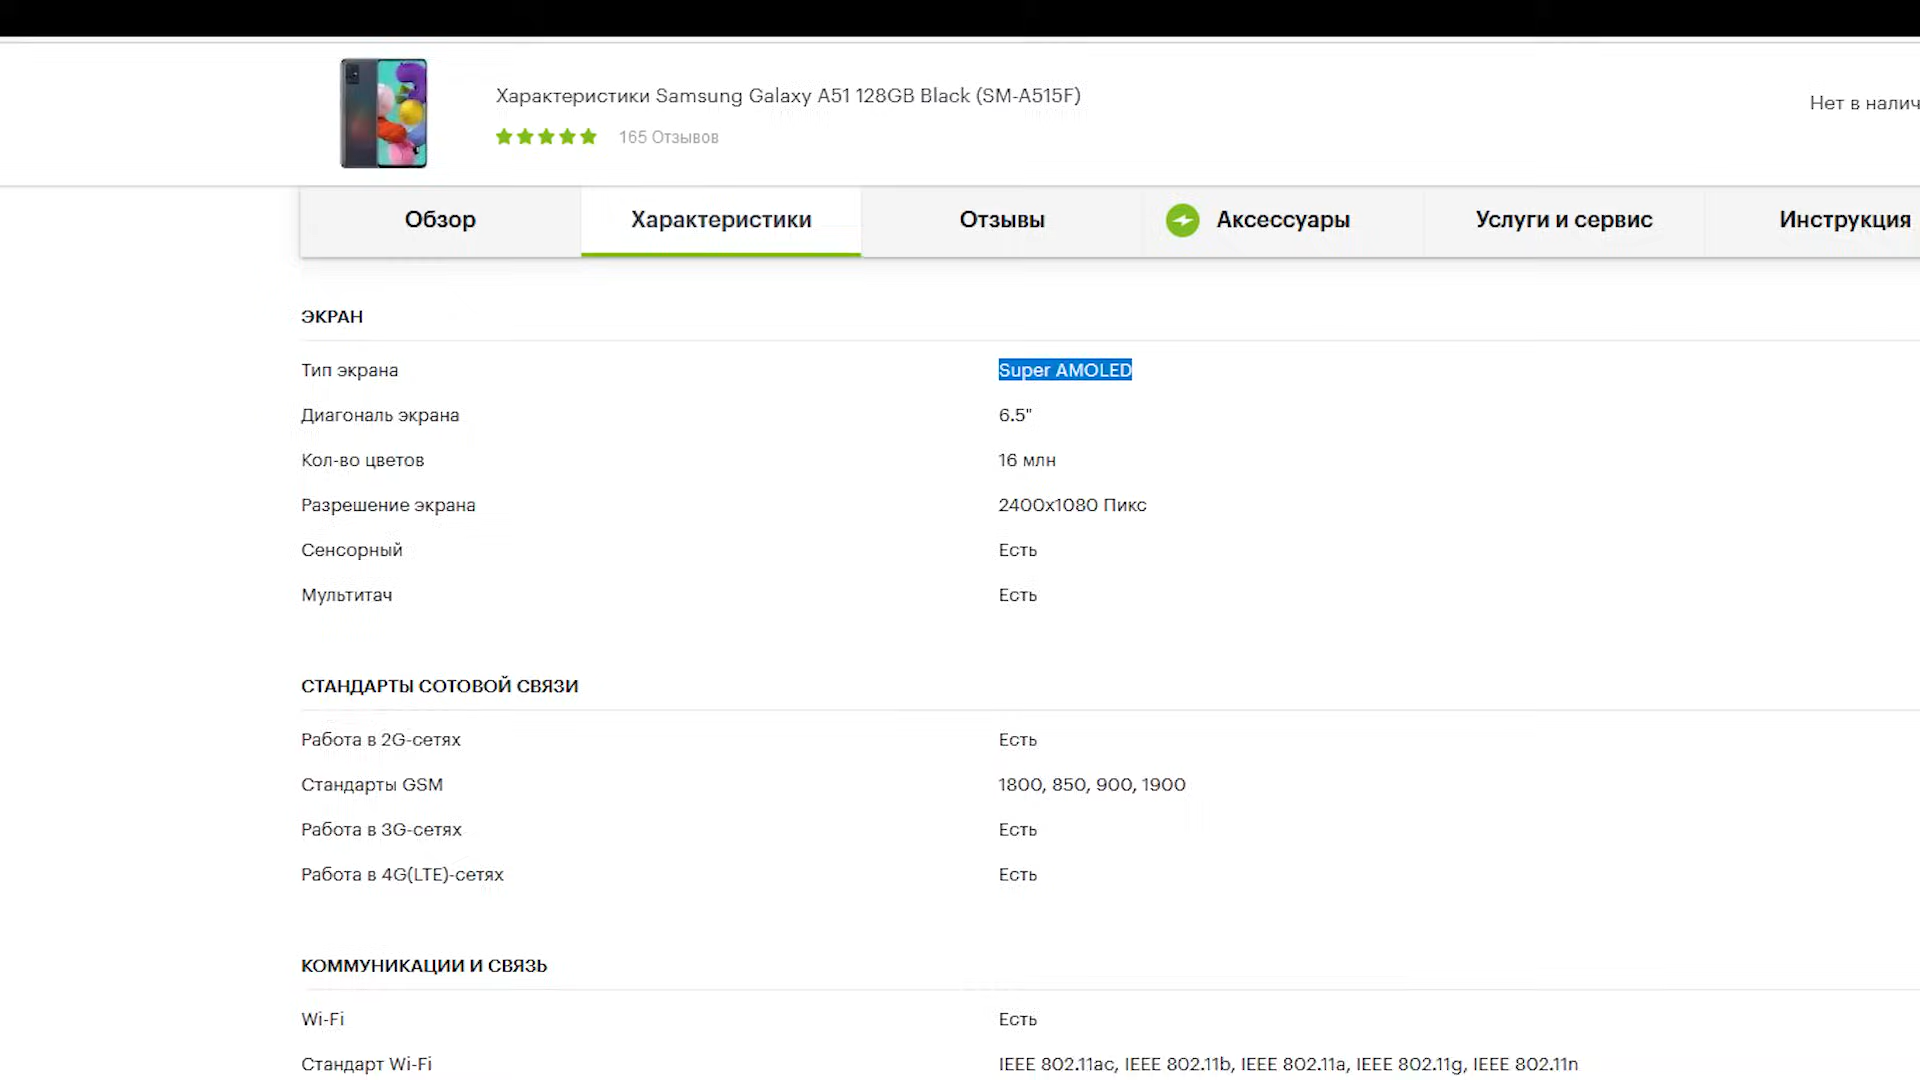 Характеристики Samsung Galaxy A51 128GB Black (SM-A515F)
Нет в налич
165 Отзывов
Обзор Характеристики Отзывы Аксессуары Услуги и сервис Инструкция
ЭКРАН
Тип экрана Super AMOLED
Диагональ экрана 6.5"
Кол-во цветов 16 млн
Разрешение экрана 2400x1080 Пикс
Сенсорный Есть
Мультитач Есть
СТАНДАРТЫ СОТОВОЙ СВЯЗИ
Работа в 2G-сетях Есть
Стандарты GSM 1800, 850, 900, 1900
Работа в 3G-сетях Есть
Работа в 4G(LTE)-сетях Есть
КОММУНИКАЦИИ И СВЯЗЬ
Wi-Fi Есть
Стандарт Wi-Fi IEEE 802.11ac, IEEE 802.11b, IEEE 802.11a, IEEE 802.11g, IEEE 802.11n